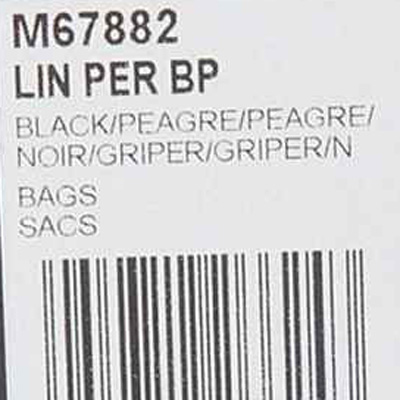 M67882
LIN PER BP
BLACK/PEAGRE/PEAGRE/
NOIR/GRIPER/GRIPER/N
BAGS
SACS